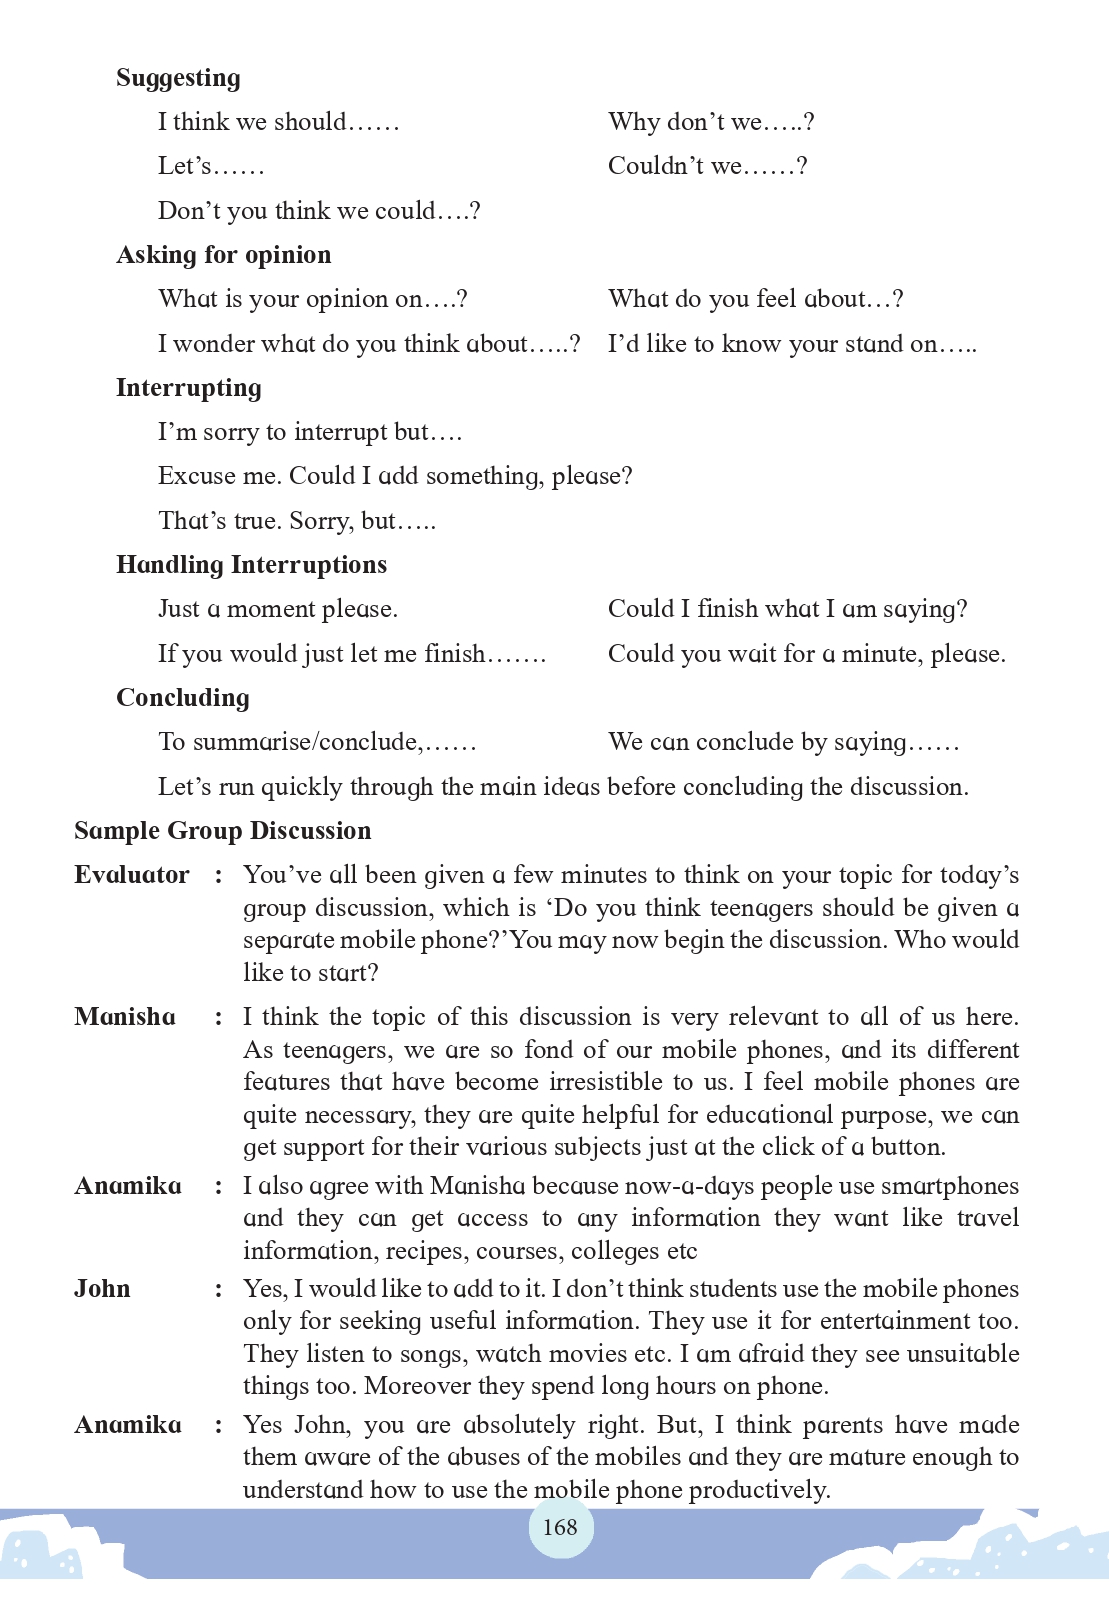 Suggesting
I think we should…… Why don’t we…..?
Let’s…… Couldn’t we……?
Don’t you think we could….?
Asking for opinion
What is your opinion on….? What do you feel about…?
I wonder what do you think about…..? I’d like to know your stand on…..
Interrupting
I’m sorry to interrupt but….
Excuse me. Could I add something, please?
That’s true. Sorry, but…..
Handling Interruptions
Just a moment please. Could I finish what I am saying?
If you would just let me finish……. Could you wait for a minute, please.
Concluding
To summarise/conclude,…… We can conclude by saying……
Let’s run quickly through the main ideas before concluding the discussion.
Sample Group Discussion
Evaluator : You’ve all been given a few minutes to think on your topic for today’s
group discussion, which is ‘Do you think teenagers should be given a
separate mobile phone?’You may now begin the discussion. Who would
like to start?
Manisha : I think the topic of this discussion is very relevant to all of us here.
As teenagers, we are so fond of our mobile phones, and its different
features that have become irresistible to us. I feel mobile phones are
quite necessary, they are quite helpful for educational purpose, we can
get support for their various subjects just at the click of a button.
Anamika : I also agree with Manisha because now-a-days people use smartphones
and they can get access to any information they want like travel
information, recipes, courses, colleges etc
John : Yes, I would like to add to it. I don’t think students use the mobile phones
only for seeking useful information. They use it for entertainment too.
They listen to songs, watch movies etc. I am afraid they see unsuitable
things too. Moreover they spend long hours on phone.
Anamika : Yes John, you are absolutely right. But, I think parents have made
them aware of the abuses of the mobiles and they are mature enough to
understand how to use the mobile phone productively.
168